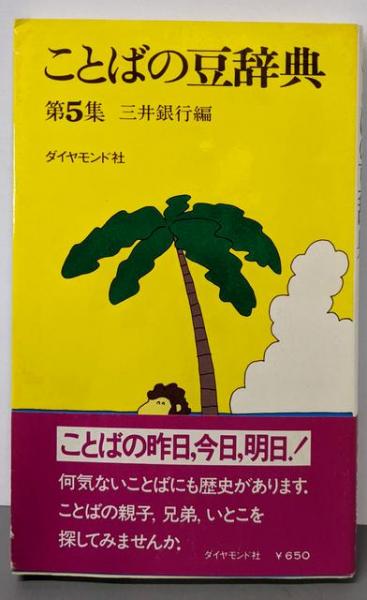 ことばの豆辞典
第5集 三井銀行編
ダイヤモンド社
ことばの昨日,今日,明日!
何気ないことばにも歴史があります.
ことばの親子, 兄弟, いとこを
探してみませんか.
ダイヤモンド社 ¥650